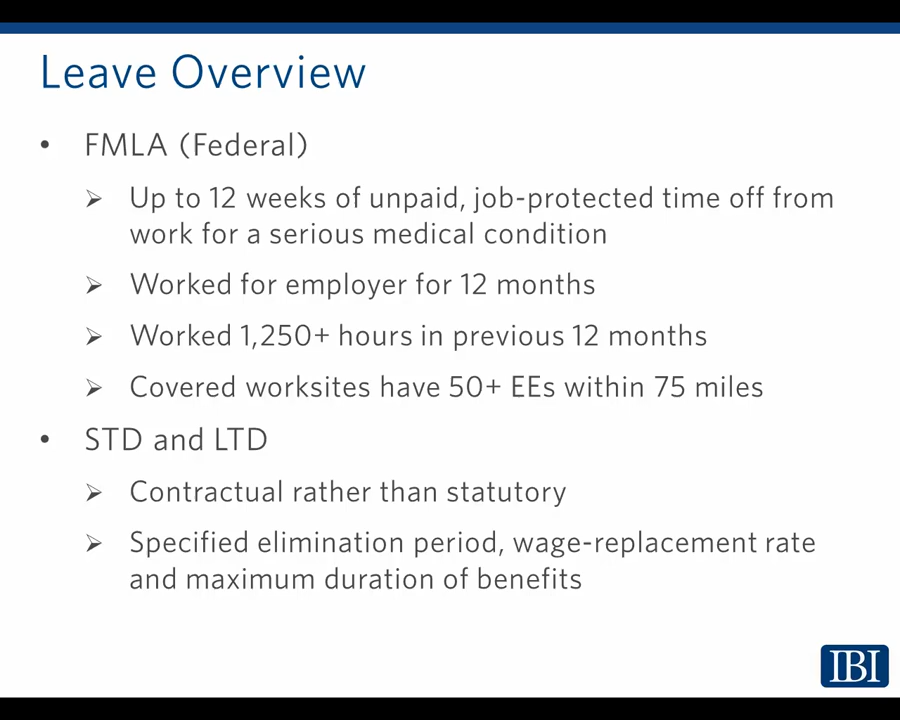 Leave Overview
• FMLA (Federal)
➢ Up to 12 weeks of unpaid, job-protected time off from
work for a serious medical condition
➢ Worked for employer for 12 months
➢ Worked 1,250+ hours in previous 12 months
➢ Covered worksites have 50+ EEs within 75 miles
• STD and LTD
➢ Contractual rather than statutory
➢ Specified elimination period, wage-replacement rate
and maximum duration of benefits
IBI